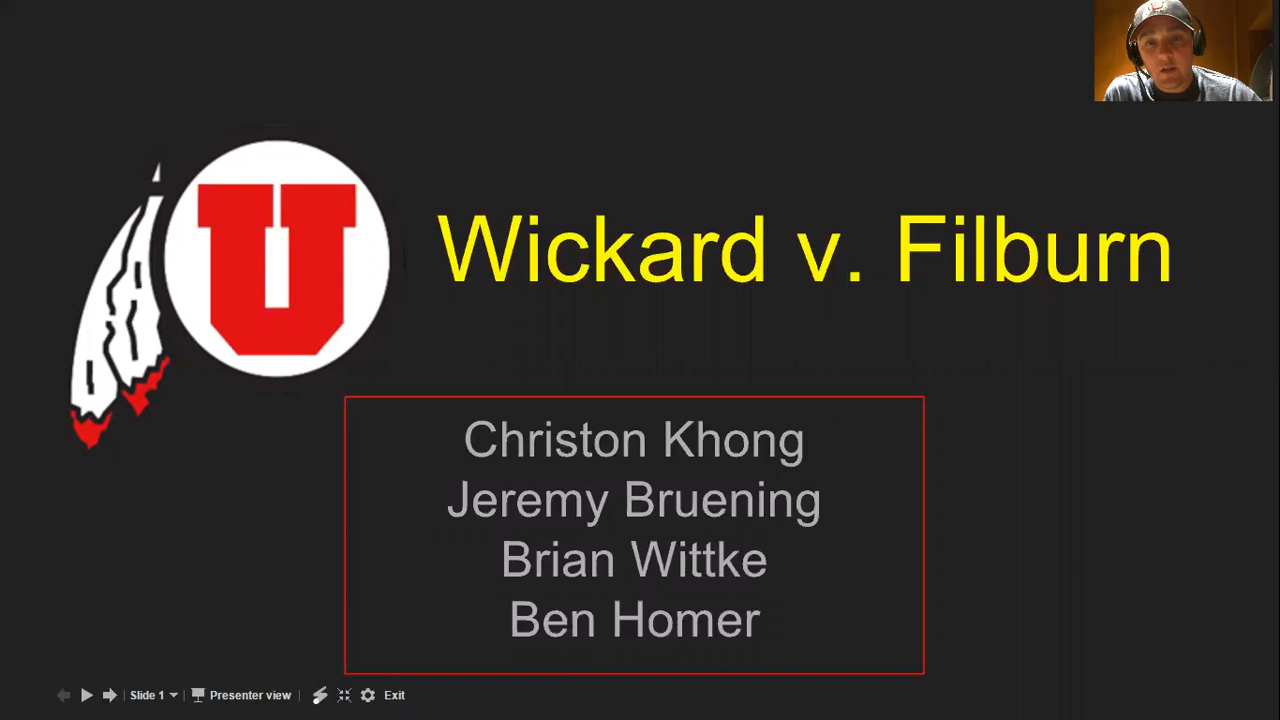 U
Wickard v. Filburn
Christon Khong
Jeremy Bruening
Brian Wittke
Ben Homer
Slide 1 Presenter view Exit